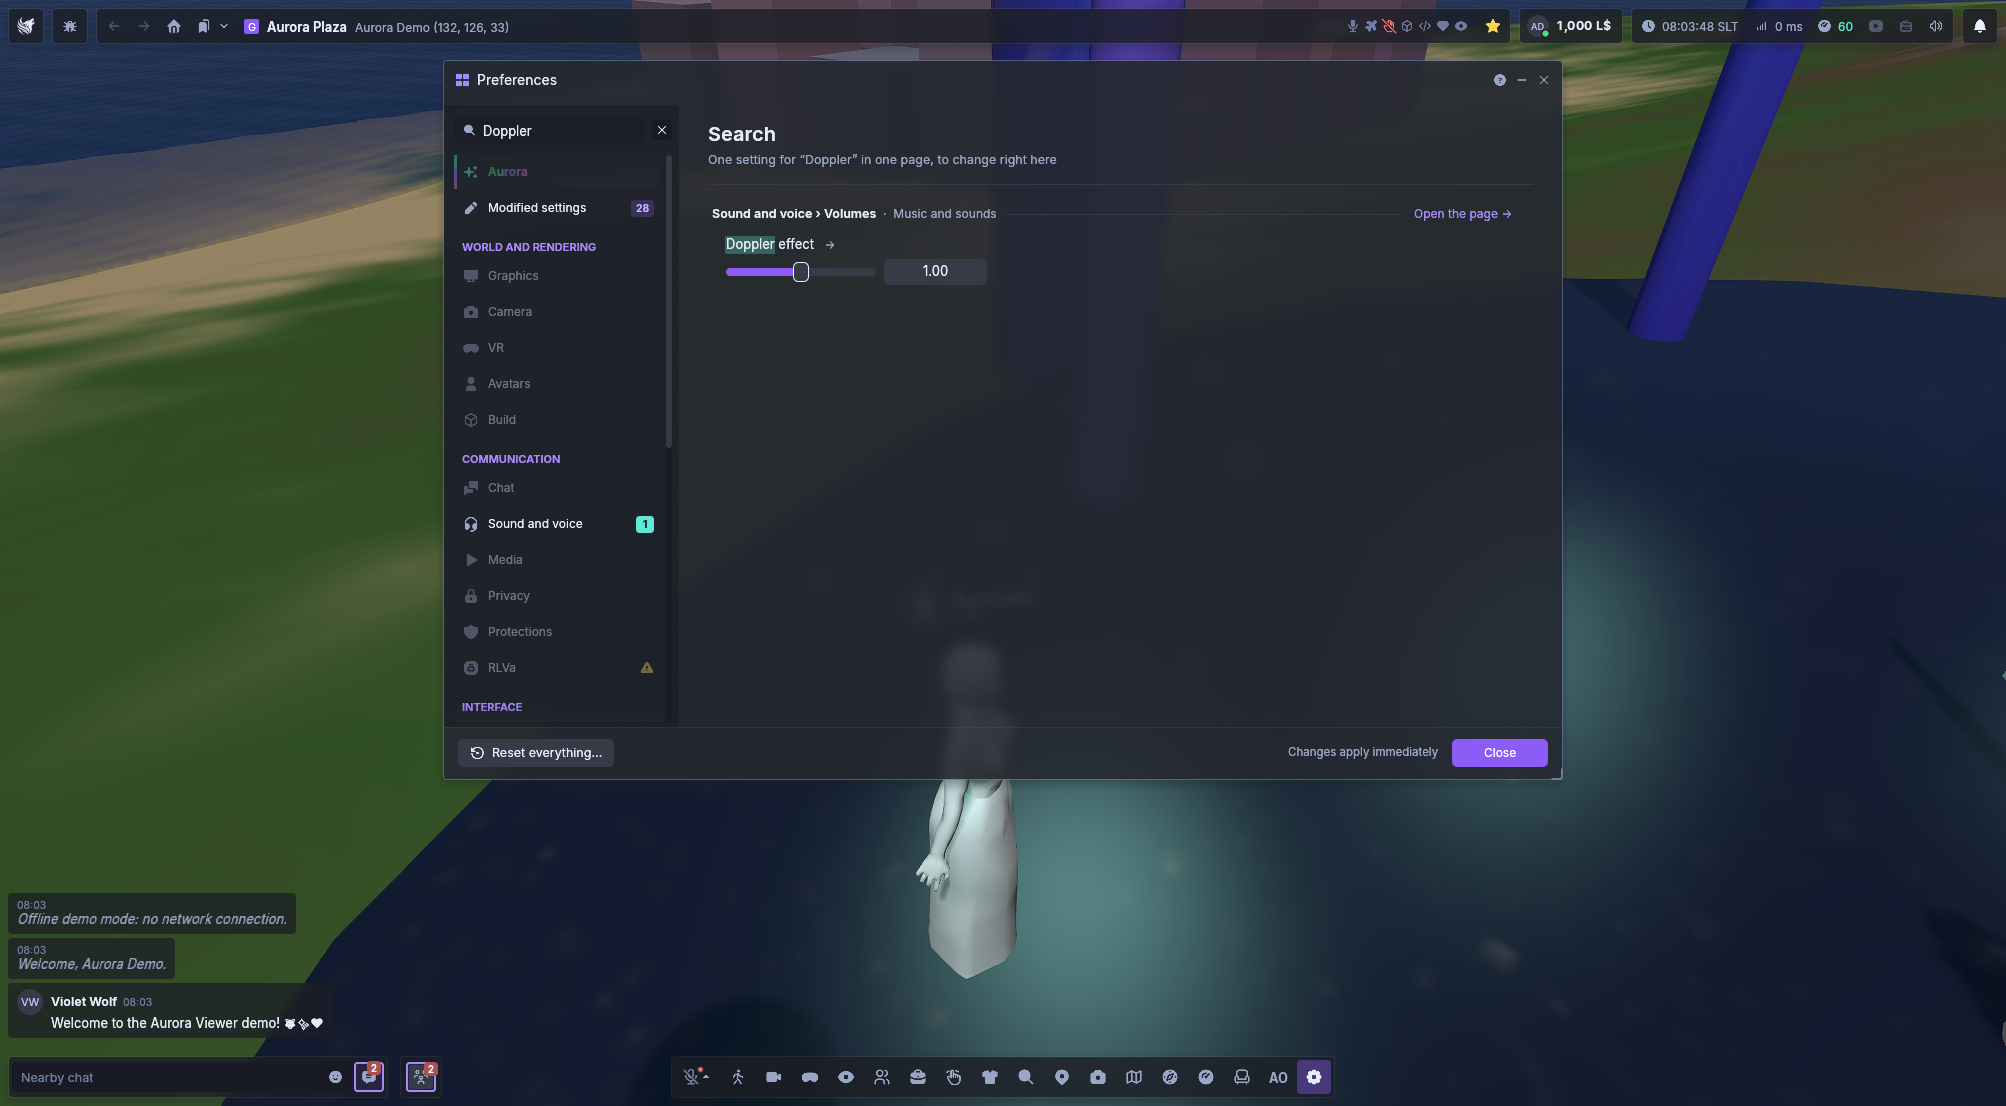 G Aurora Plaza Aurora Demo (132, 126, 33)
AD 1,000 L$
08:03:48 SLT 0 ms 60
Preferences
Doppler
Aurora
Modified settings 28
WORLD AND RENDERING
Graphics
Camera
VR
Avatars
Build
COMMUNICATION
Chat
Sound and voice 1
Media
Privacy
Protections
RLVa
INTERFACE
Search
One setting for “Doppler” in one page, to change right here
Sound and voice › Volumes · Music and sounds
Open the page →
Doppler effect →
1.00
Reset everything...
Changes apply immediately
Close
08:03
Offline demo mode: no network connection.
08:03
Welcome, Aurora Demo.
VW Violet Wolf 08:03
Welcome to the Aurora Viewer demo!
Nearby chat
2
2
AO